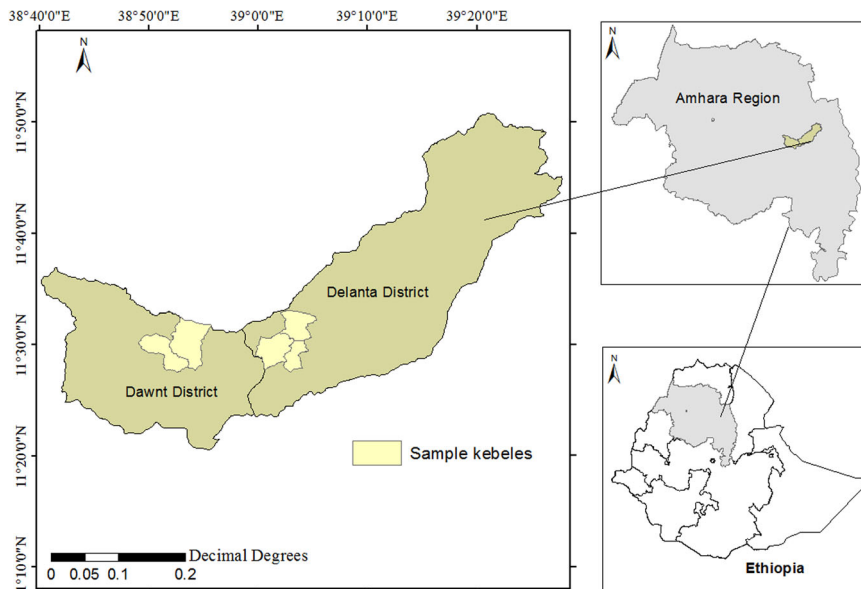 38°40'0"E 38°50'0"E 39°0'0"E 39°10'0"E 39°20'0"E
N
11°50'0"N
11°40'0"N
11°30'0"N
11°20'0"N
1°10'0"N
Delanta District
Dawnt District
Sample kebeles
Decimal Degrees
0 0.05 0.1 0.2
N
Amhara Region
N
Ethiopia